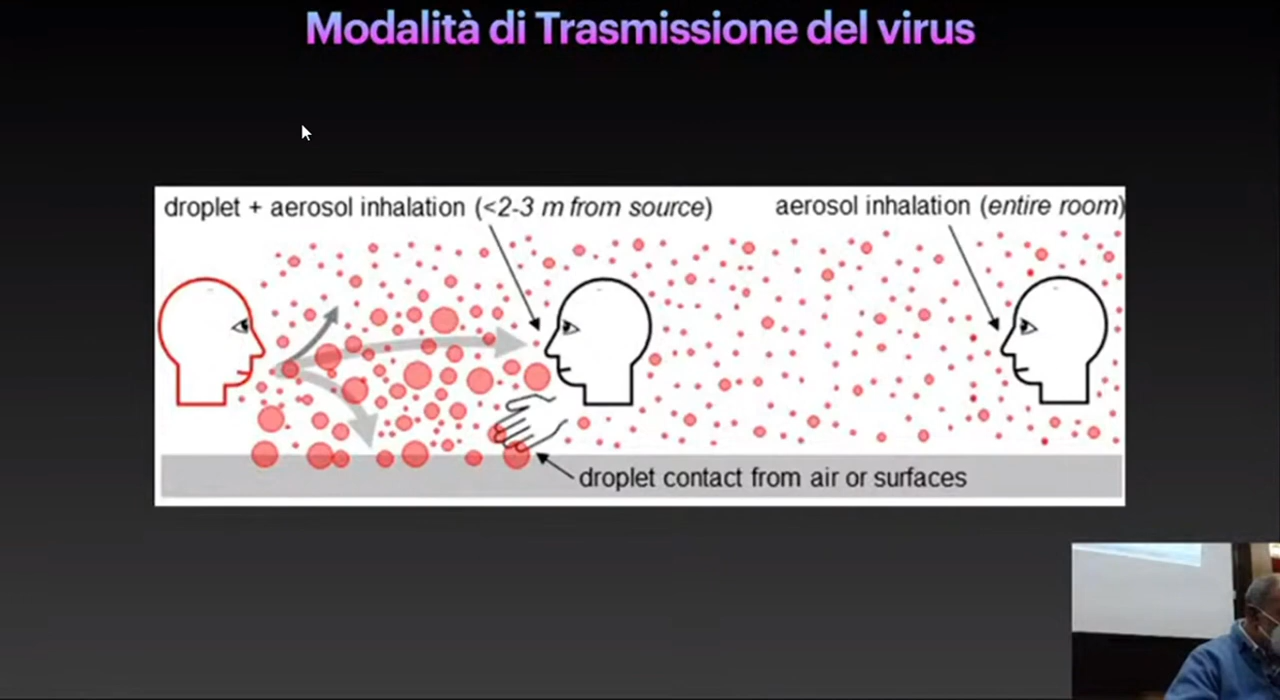 Modalità di Trasmissione del virus
droplet + aerosol inhalation (<2-3 m from source)
aerosol inhalation (entire room)
droplet contact from air or surfaces